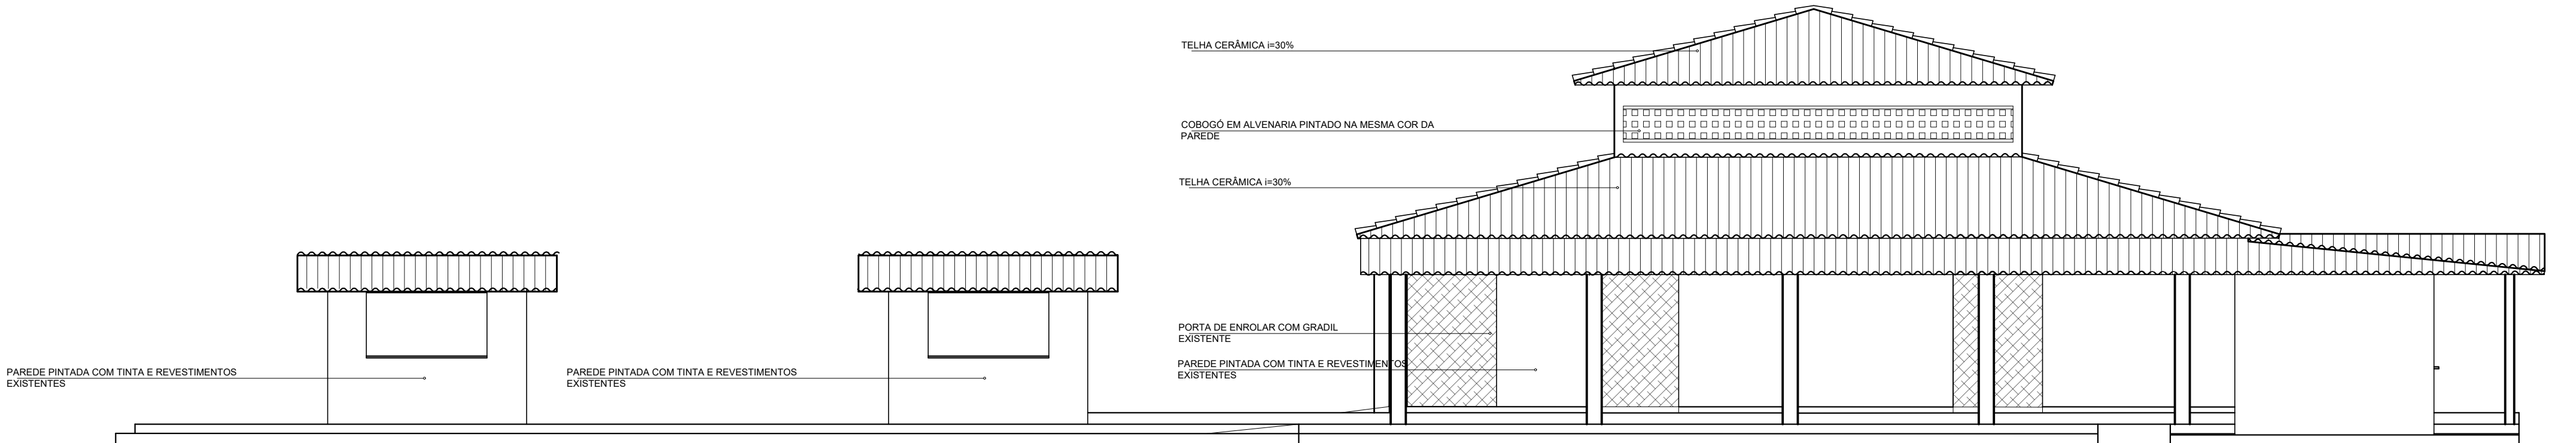 TELHA CERÂMICA i=30%
COBOGÓ EM ALVENARIA PINTADO NA MESMA COR DA
PAREDE
TELHA CERÂMICA i=30%
PORTA DE ENROLAR COM GRADIL
EXISTENTE
PAREDE PINTADA COM TINTA E REVESTIMENTOS
EXISTENTES
PAREDE PINTADA COM TINTA E REVESTIMENTOS
EXISTENTES
PAREDE PINTADA COM TINTA E REVESTIMENTOS
EXISTENTES